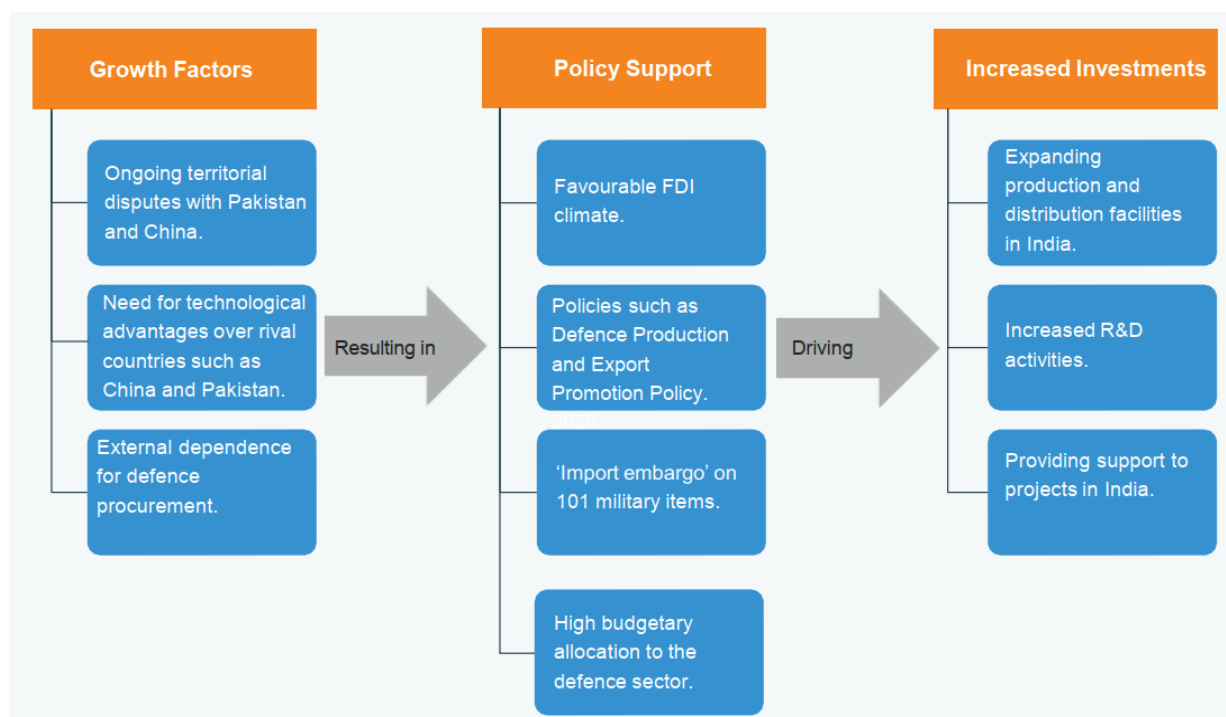 Growth Factors
Ongoing territorial
disputes with Pakistan
and China.
Need for technological
advantages over rival
countries such as
China and Pakistan.
External dependence
for defence
procurement.
Resulting in
Policy Support
Favourable FDI
climate.
Policies such as
Defence Production
and Export
Promotion Policy.
2020
‘Import embargo’ on
101 military items.
High budgetary
allocation to the
defence sector.
Driving
Increased Investments
Expanding
production and
distribution facilities
in India.
Increased R&D
activities.
Providing support to
projects in India.